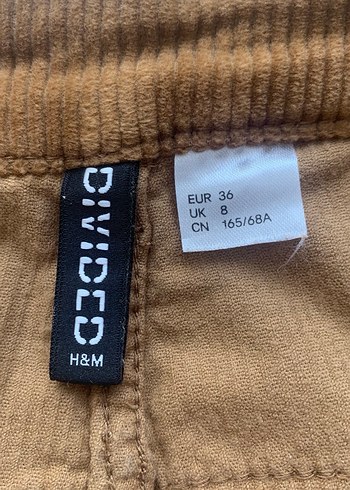 DIVIDED
H&M
EUR 36
UK 8
CN 165/68A